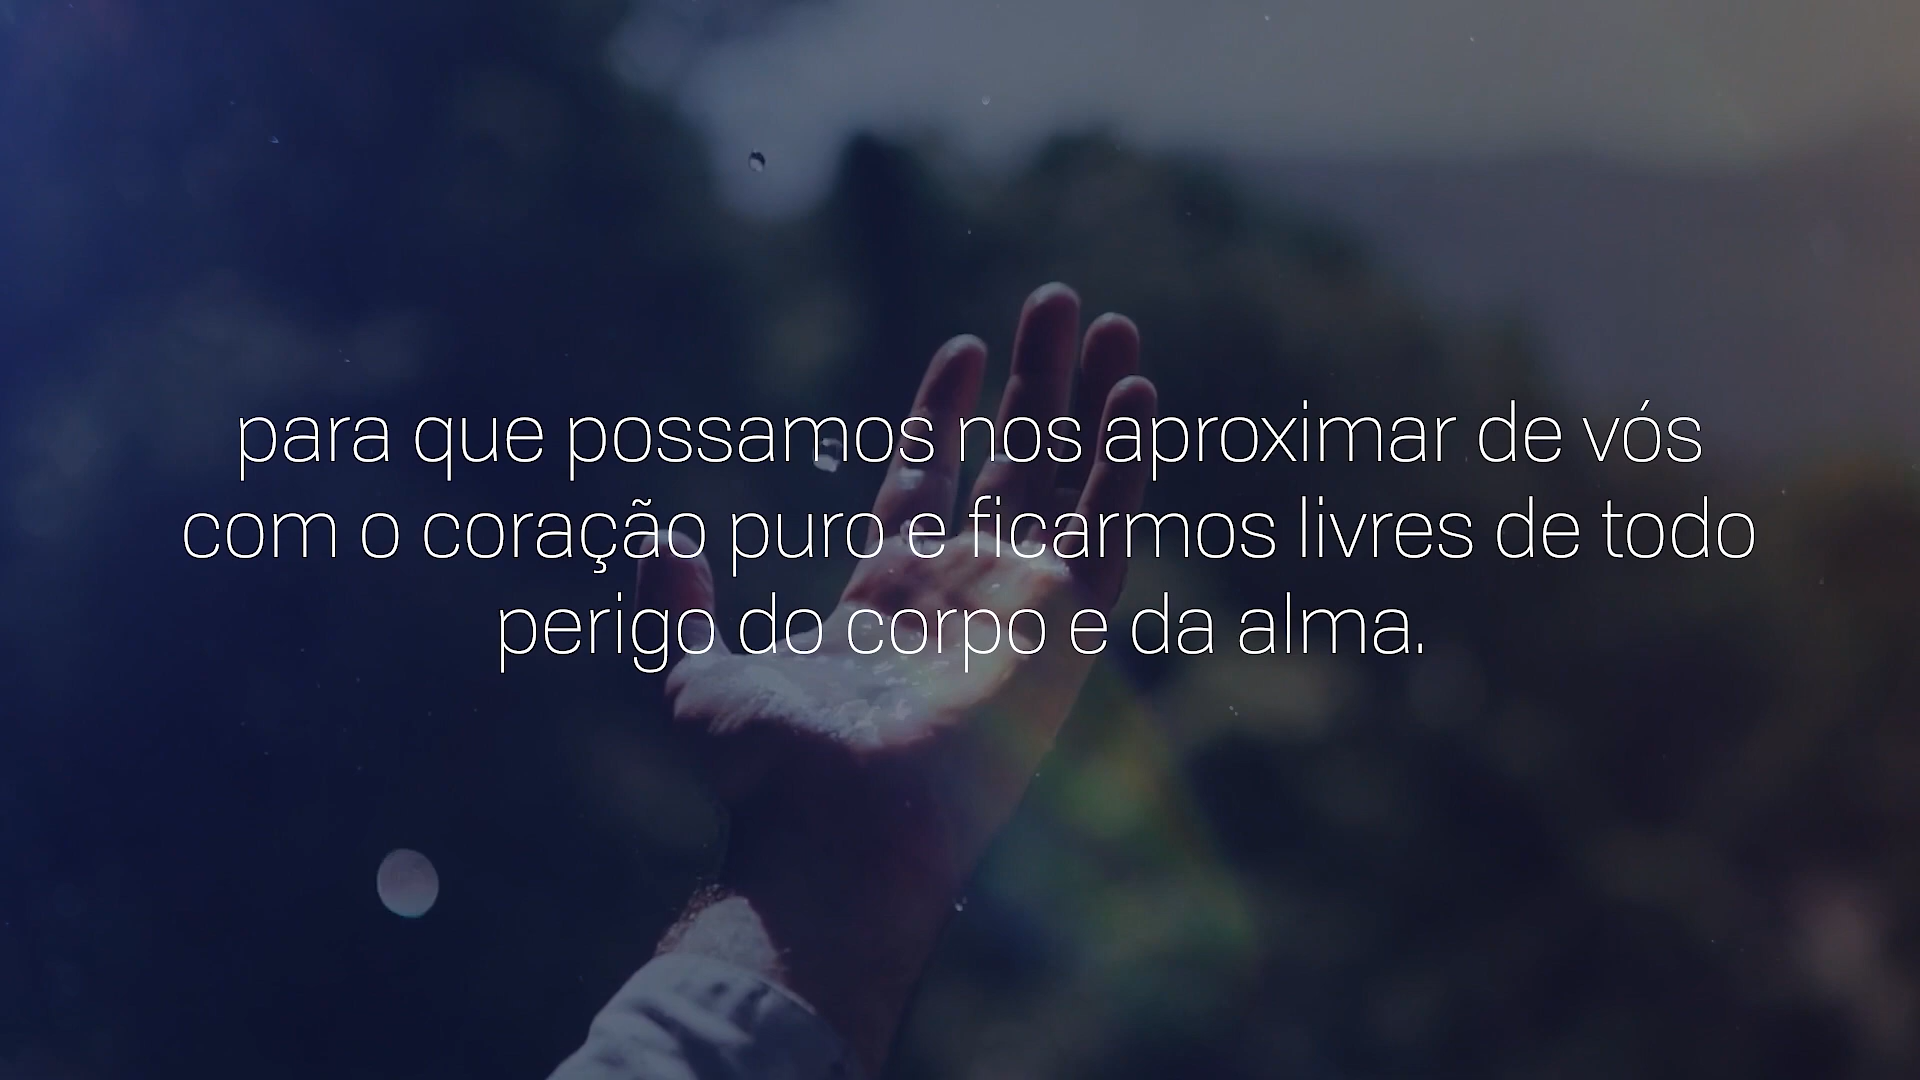 para que possamos nos aproximar de vós
com o coração puro e ficarmos livres de todo
perigo do corpo e da alma.